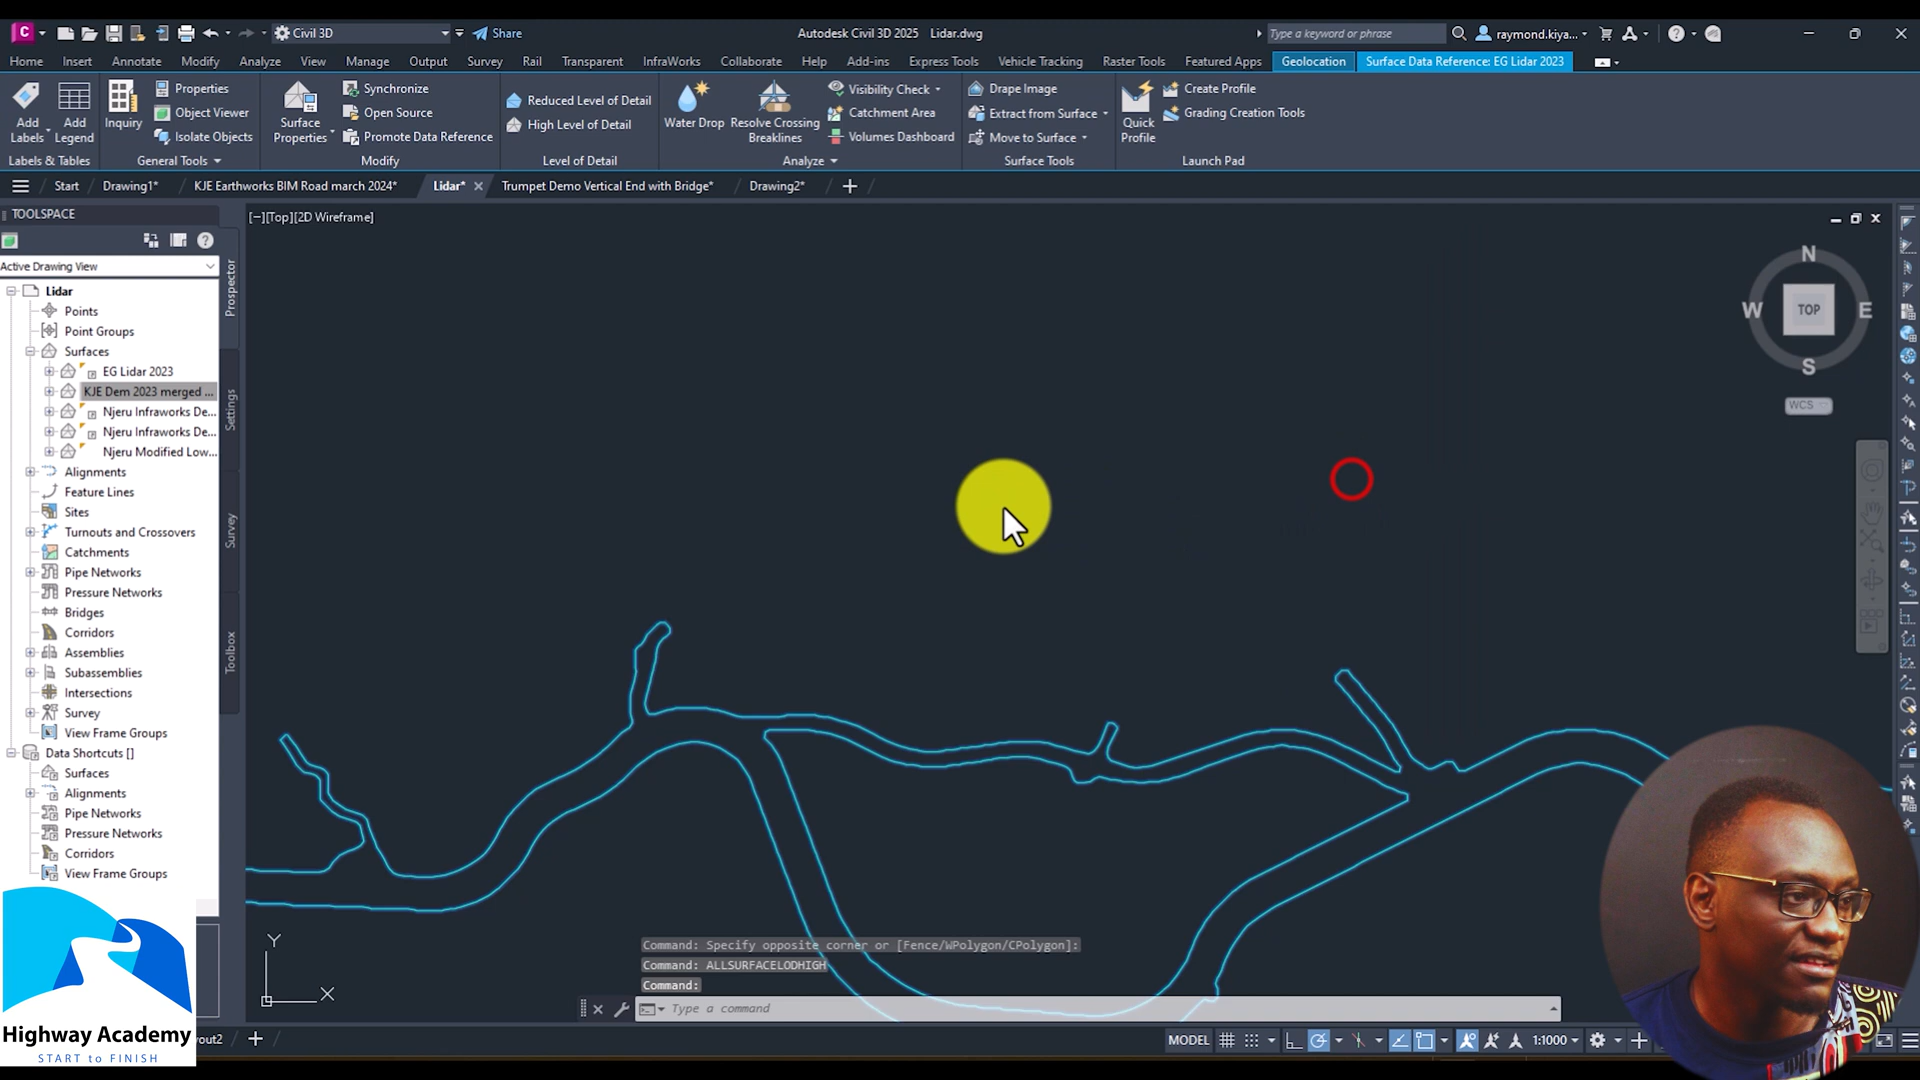 C
Civil 3D
Share
Autodesk Civil 3D 2025 Lidar.dwg
Type a keyword or phrase
raymond.kiya...
Home Insert Annotate Modify Analyze View Manage Output Survey Rail Transparent InfraWorks Collaborate Help Add-ins Express Tools Vehicle Tracking Raster Tools Featured Apps Geolocation Surface Data Reference: EG Lidar 2023
Add Labels
Add Legend
Labels & Tables
Inquiry
Properties
Object Viewer
Isolate Objects
General Tools
Surface Properties
Synchronize
Open Source
Promote Data Reference
Modify
Reduced Level of Detail
High Level of Detail
Level of Detail
Water Drop
Resolve Crossing Breaklines
Visibility Check
Catchment Area
Volumes Dashboard
Analyze
Drape Image
Extract from Surface
Move to Surface
Surface Tools
Quick Profile
Create Profile
Grading Creation Tools
Launch Pad
Start Drawing1* KJE Earthworks BIM Road march 2024* Lidar* Trumpet Demo Vertical End with Bridge* Drawing2*
TOOLSPACE
Active Drawing View
Lidar
Points
Point Groups
Surfaces
EG Lidar 2023
KJE Dem 2023 merged ...
Njeru Infraworks De...
Njeru Infraworks De...
Njeru Modified Low...
Alignments
Feature Lines
Sites
Turnouts and Crossovers
Catchments
Pipe Networks
Pressure Networks
Bridges
Corridors
Assemblies
Subassemblies
Intersections
Survey
View Frame Groups
Data Shortcuts []
Surfaces
Alignments
Pipe Networks
Pressure Networks
Corridors
View Frame Groups
Prospector
Settings
Survey
Toolbox
[−][Top][2D Wireframe]
N
W TOP E
S
WCS
Y
X
Command: Specify opposite corner or [Fence/WPolygon/CPolygon]:
Command: ALLSURFACELODHIGH
Command:
Type a command
Highway Academy
START to FINISH
yout2
MODEL
1:1000